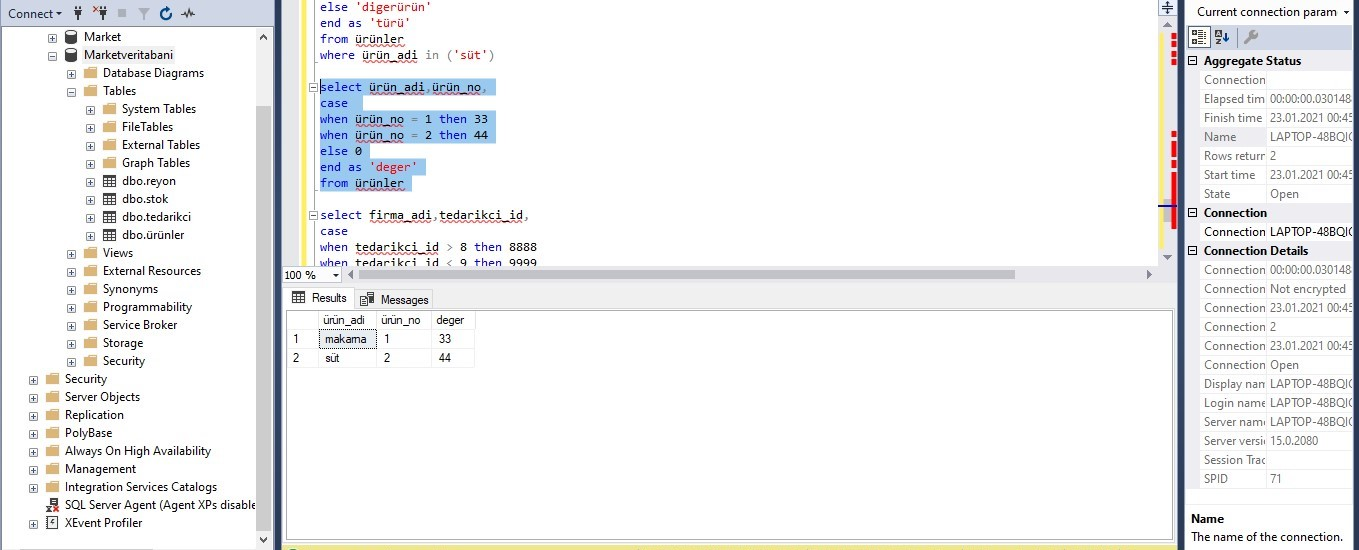 Connect
Market
Marketveritabani
Database Diagrams
Tables
System Tables
FileTables
External Tables
Graph Tables
dbo.reyon
dbo.stok
dbo.tedarikci
dbo.ürünler
Views
External Resources
Synonyms
Programmability
Service Broker
Storage
Security
Security
Server Objects
Replication
PolyBase
Always On High Availability
Management
Integration Services Catalogs
SQL Server Agent (Agent XPs disable
XEvent Profiler
else 'digerürün'
end as 'türü'
from ürünler
where ürün_adi in ('süt')
select ürün_adi,ürün_no,
case
when ürün_no = 1 then 33
when ürün_no = 2 then 44
else 0
end as 'deger'
from ürünler
select firma_adi,tedarikci_id,
case
when tedarikci_id > 8 then 8888
when tedarikci_id < 9 then 9999
100 %
Results Messages
ürün_adi ürün_no deger
1 makarna 1 33
2 süt 2 44
Current connection param
Aggregate Status
Connection
Elapsed tim 00:00:00.030148
Finish time 23.01.2021 00:45
Name LAPTOP-48BQI
Rows return 2
Start time 23.01.2021 00:45
State Open
Connection
Connection LAPTOP-48BQI
Connection Details
Connection 00:00:00.030148
Connection Not encrypted
Connection 23.01.2021 00:45
Connection 2
Connection 23.01.2021 00:45
Connection Open
Display nam LAPTOP-48BQI
Login name LAPTOP-48BQI
Server name LAPTOP-48BQI
Server versi 15.0.2080
Session Trac
SPID 71
Name
The name of the connection.